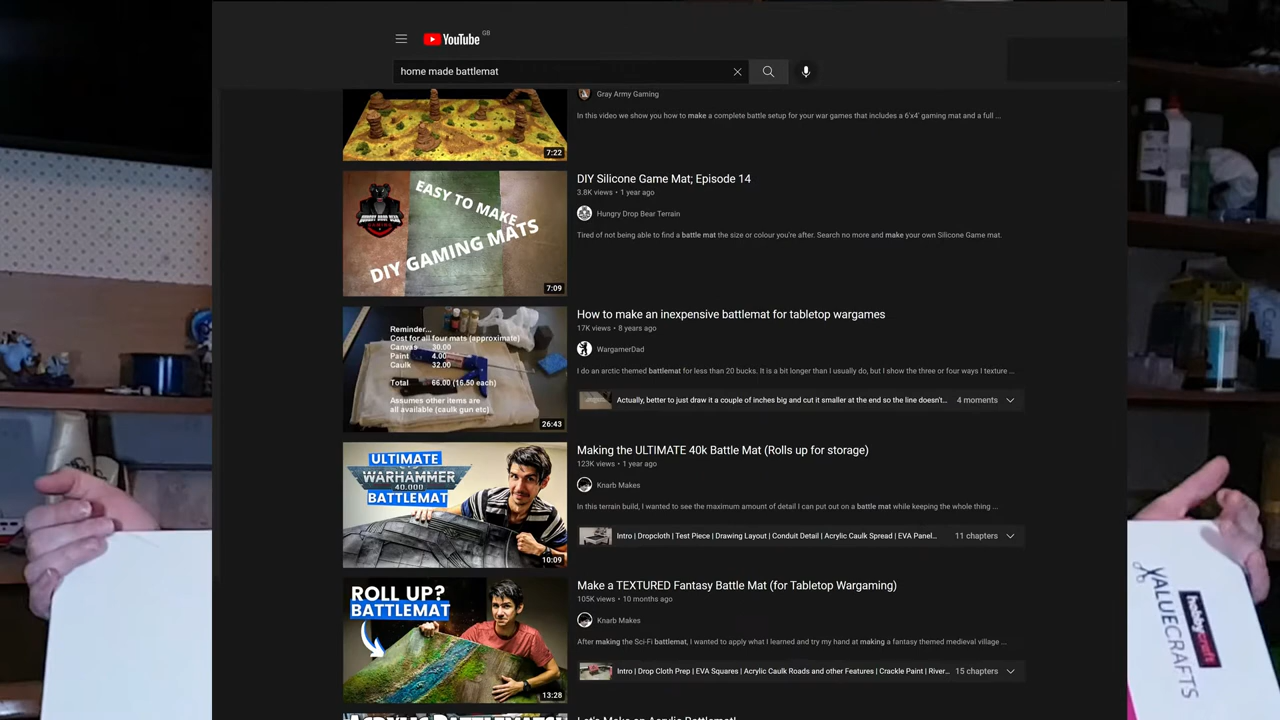 YouTube GB
home made battlemat
Gray Army Gaming
In this video we show you how to make a complete battle setup for your war games that includes a 6'x4' gaming mat and a full ...
7:22
EASY TO MAKE
DIY GAMING MATS
7:09
DIY Silicone Game Mat; Episode 14
3.8K views • 1 year ago
Hungry Drop Bear Terrain
Tired of not being able to find a battle mat the size or colour you're after. Search no more and make your own Silicone Game mat.
Reminder...
Cost for all four mats (approximate)
Canvas 30.00
Paint 4.00
Caulk 32.00
Total 66.00 (16.50 each)
Assumes other items are
all available (caulk gun etc)
26:43
How to make an inexpensive battlemat for tabletop wargames
17K views • 8 years ago
WargamerDad
I do an arctic themed battlemat for less than 20 bucks. It is a bit longer than I usually do, but I show the three or four ways I texture ...
Actually, better to just draw it a couple of inches big and cut it smaller at the end so the line doesn't...
4 moments
ULTIMATE
WARHAMMER
40,000
BATTLEMAT
10:09
Making the ULTIMATE 40k Battle Mat (Rolls up for storage)
123K views • 1 year ago
Knarb Makes
In this terrain build, I wanted to see the maximum amount of detail I can put out on a battle mat while keeping the whole thing ...
Intro | Dropcloth | Test Piece | Drawing Layout | Conduit Detail | Acrylic Caulk Spread | EVA Panel...
11 chapters
ROLL UP?
BATTLEMAT
13:28
Make a TEXTURED Fantasy Battle Mat (for Tabletop Wargaming)
105K views • 10 months ago
Knarb Makes
After making the Sci-Fi battlemat, I wanted to apply what I learned and try my hand at making a fantasy themed medieval village ...
Intro | Drop Cloth Prep | EVA Squares | Acrylic Caulk Roads and other Features | Crackle Paint | River...
15 chapters
ACRYLIC BATTLEMATS!
Let's Make an Acrylic Battlemat!
VALUECRAFTS